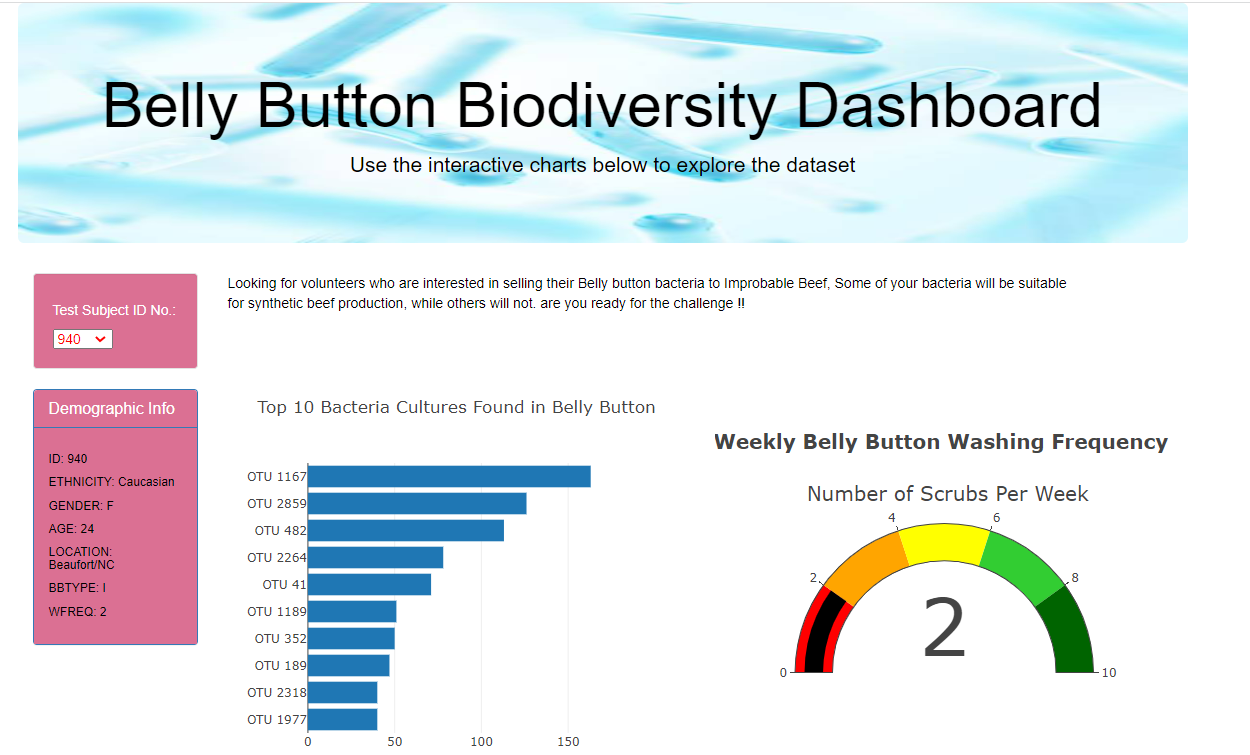 Belly Button Biodiversity Dashboard
Use the interactive charts below to explore the dataset
Test Subject ID No.:
940
Looking for volunteers who are interested in selling their Belly button bacteria to Improbable Beef, Some of your bacteria will be suitable
for synthetic beef production, while others will not. are you ready for the challenge !!
Demographic Info
ID: 940
ETHNICITY: Caucasian
GENDER: F
AGE: 24
LOCATION:
Beaufort/NC
BBTYPE: I
WFREQ: 2
Top 10 Bacteria Cultures Found in Belly Button
OTU 1167
OTU 2859
OTU 482
OTU 2264
OTU 41
OTU 1189
OTU 352
OTU 189
OTU 2318
OTU 1977
0 50 100 150
Weekly Belly Button Washing Frequency
Number of Scrubs Per Week
4 6
2 8
2
0 10